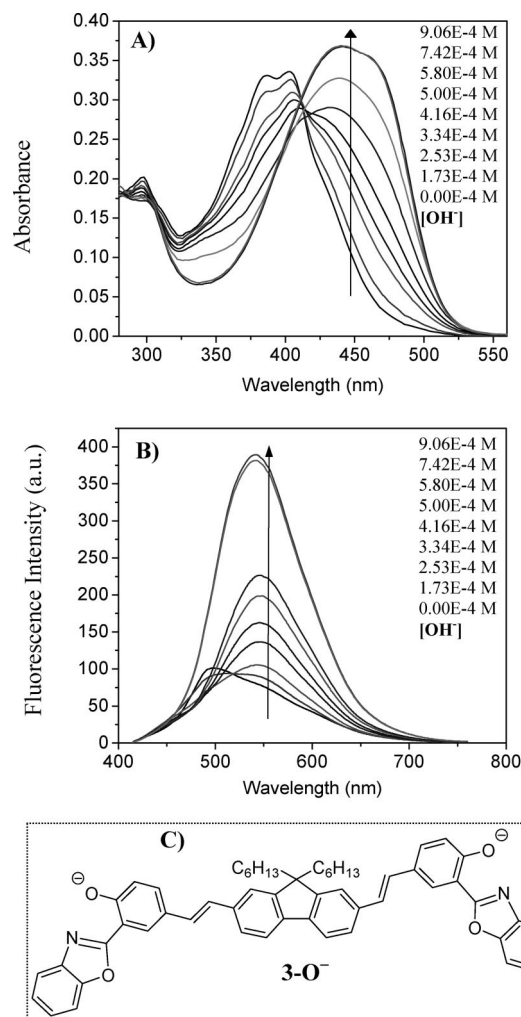 A)
0.40
0.35
0.30
0.25
0.20
0.15
0.10
0.05
0.00
Absorbance
9.06E-4 M
7.42E-4 M
5.80E-4 M
5.00E-4 M
4.16E-4 M
3.34E-4 M
2.53E-4 M
1.73E-4 M
0.00E-4 M
[OH⁻]
300 350 400 450 500 550
Wavelength (nm)
B)
400
350
300
250
200
150
100
50
0
Fluorescence Intensity (a.u.)
9.06E-4 M
7.42E-4 M
5.80E-4 M
5.00E-4 M
4.16E-4 M
3.34E-4 M
2.53E-4 M
1.73E-4 M
0.00E-4 M
[OH⁻]
400 500 600 700 800
Wavelength (nm)
C)
C₆H₁₃ C₆H₁₃
⊖ ⊖
O O
N N
O O
3-O⁻